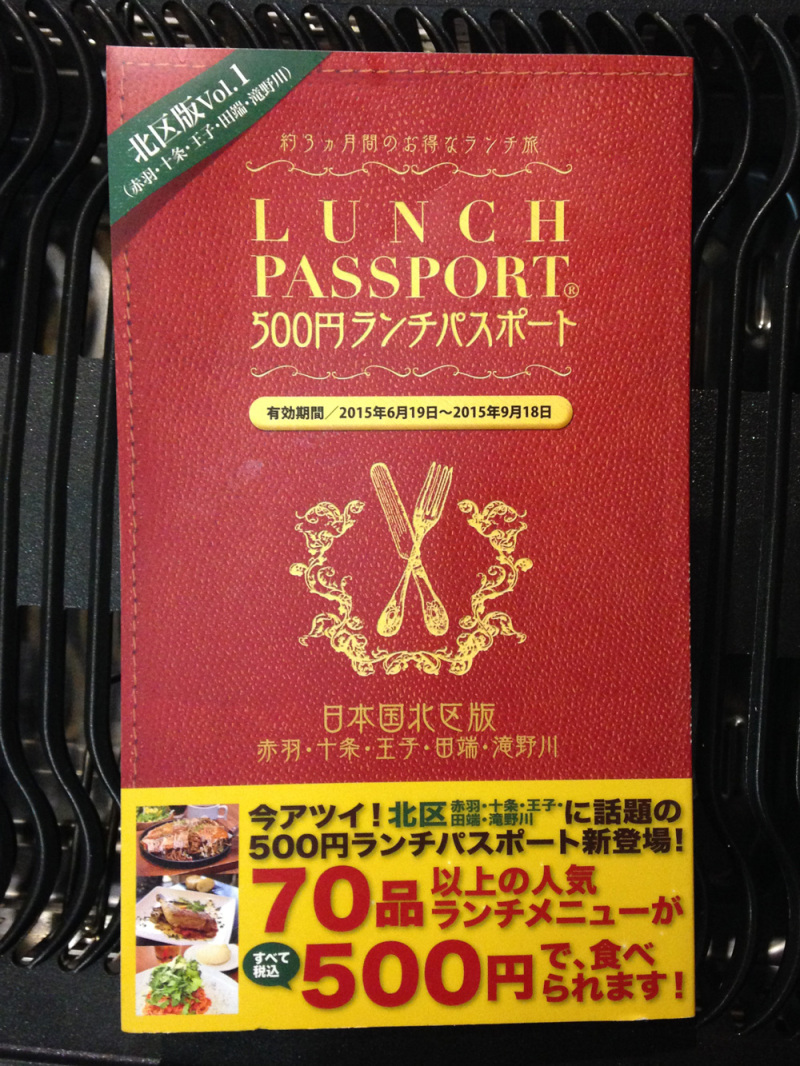 北区版Vol.1
（赤羽・十条・王子・田端・滝野川）
約3ヵ月間のお得なランチ旅
LUNCH
PASSPORT®
500円ランチパスポート
有効期間／2015年6月19日～2015年9月18日
日本国北区版
赤羽・十条・王子・田端・滝野川
今アツイ！北区赤羽・十条・王子・田端・滝野川に話題の
500円ランチパスポート新登場！
70品以上の人気
ランチメニューが
すべて
税込
500円で、食べ
られます！